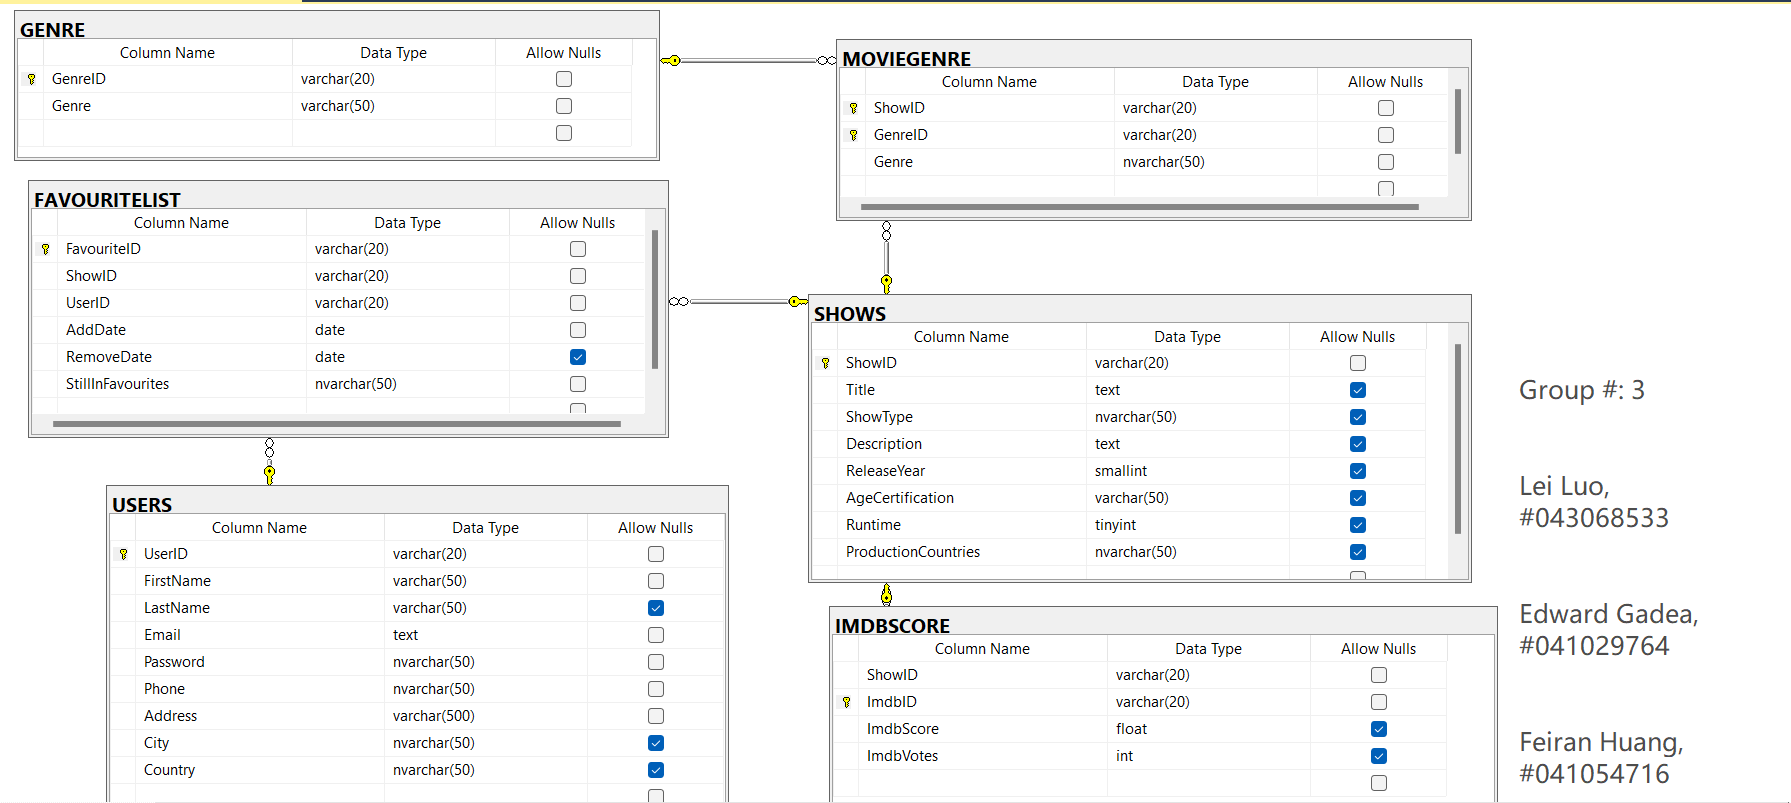 GENRE
Column Name Data Type Allow Nulls
GenreID varchar(20)
Genre varchar(50)
MOVIEGENRE
Column Name Data Type Allow Nulls
ShowID varchar(20)
GenreID varchar(20)
Genre nvarchar(50)
FAVOURITELIST
Column Name Data Type Allow Nulls
FavouriteID varchar(20)
ShowID varchar(20)
UserID varchar(20)
AddDate date
RemoveDate date
StillInFavourites nvarchar(50)
SHOWS
Column Name Data Type Allow Nulls
ShowID varchar(20)
Title text
ShowType nvarchar(50)
Description text
ReleaseYear smallint
AgeCertification varchar(50)
Runtime tinyint
ProductionCountries nvarchar(50)
USERS
Column Name Data Type Allow Nulls
UserID varchar(20)
FirstName varchar(50)
LastName varchar(50)
Email text
Password nvarchar(50)
Phone nvarchar(50)
Address varchar(500)
City nvarchar(50)
Country nvarchar(50)
IMDBSCORE
Column Name Data Type Allow Nulls
ShowID varchar(20)
ImdbID varchar(20)
ImdbScore float
ImdbVotes int
Group #: 3
Lei Luo,
#043068533
Edward Gadea,
#041029764
Feiran Huang,
#041054716